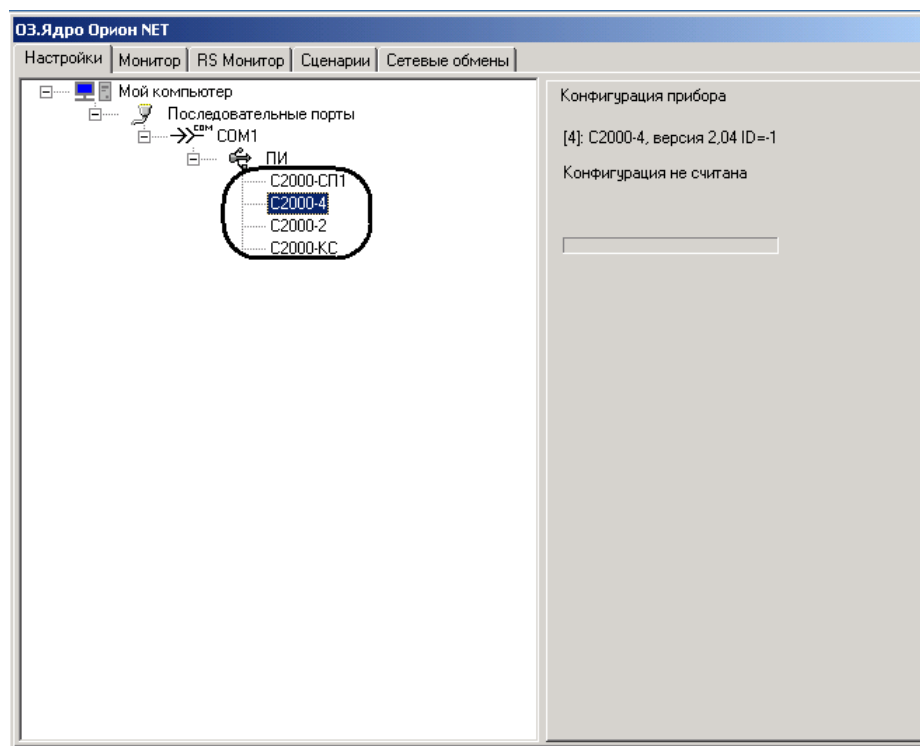 ОЗ.Ядро Орион NET
Настройки Монитор RS Монитор Сценарии Сетевые обмены
Мой компьютер
Последовательные порты
COM COM1
ПИ
С2000-СП1
С2000-4
С2000-2
С2000-КС
Конфигурация прибора
[4]: С2000-4, версия 2,04 ID=-1
Конфигурация не считана